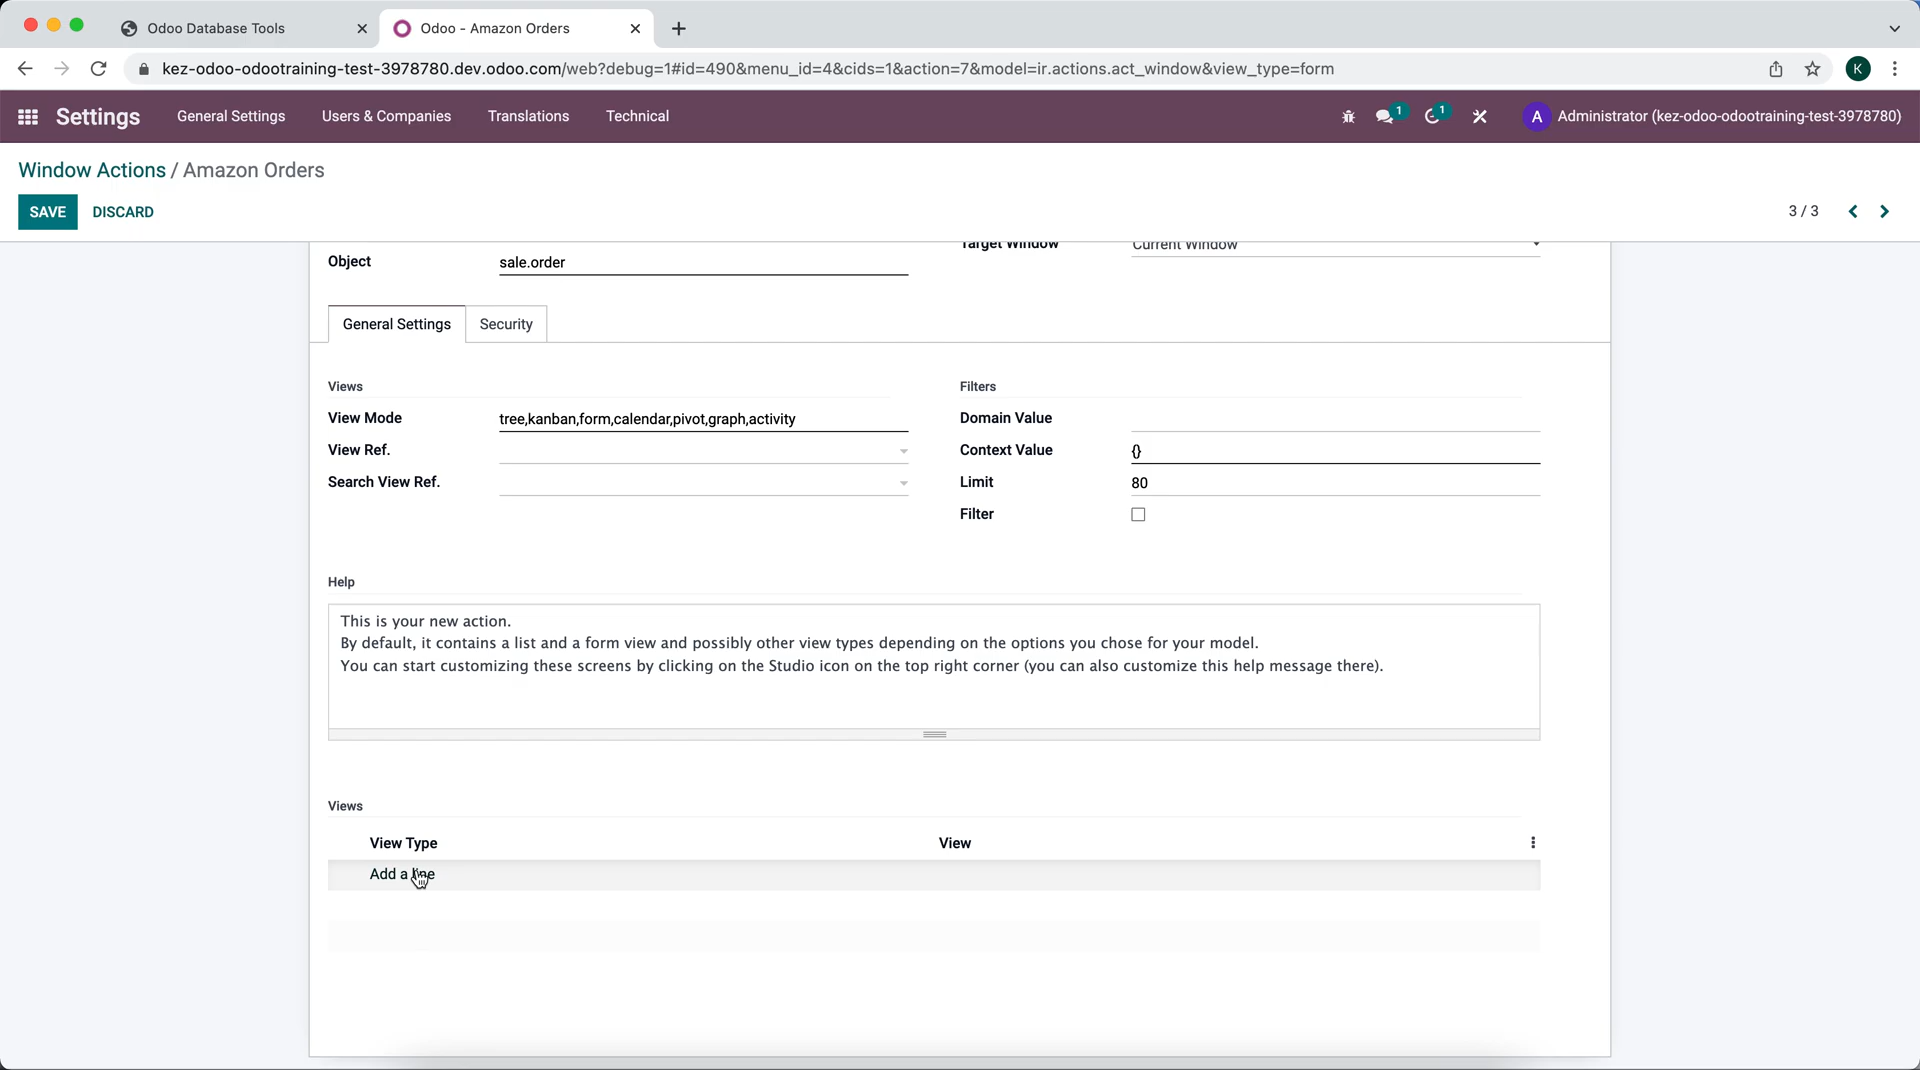 Odoo Database Tools
Odoo - Amazon Orders
kez-odoo-odootraining-test-3978780.dev.odoo.com/web?debug=1#id=490&menu_id=4&cids=1&action=7&model=ir.actions.act_window&view_type=form
K
Settings
General Settings
Users & Companies
Translations
Technical
1
1
A
Administrator (kez-odoo-odootraining-test-3978780)
Window Actions / Amazon Orders
SAVE
DISCARD
3 / 3
Target Window
Current Window
Object
sale.order
General Settings
Security
Views
Filters
View Mode
tree,kanban,form,calendar,pivot,graph,activity
Domain Value
View Ref.
Context Value
{}
Search View Ref.
Limit
80
Filter
Help
This is your new action.
By default, it contains a list and a form view and possibly other view types depending on the options you chose for your model.
You can start customizing these screens by clicking on the Studio icon on the top right corner (you can also customize this help message there).
Views
View Type
View
Add a line